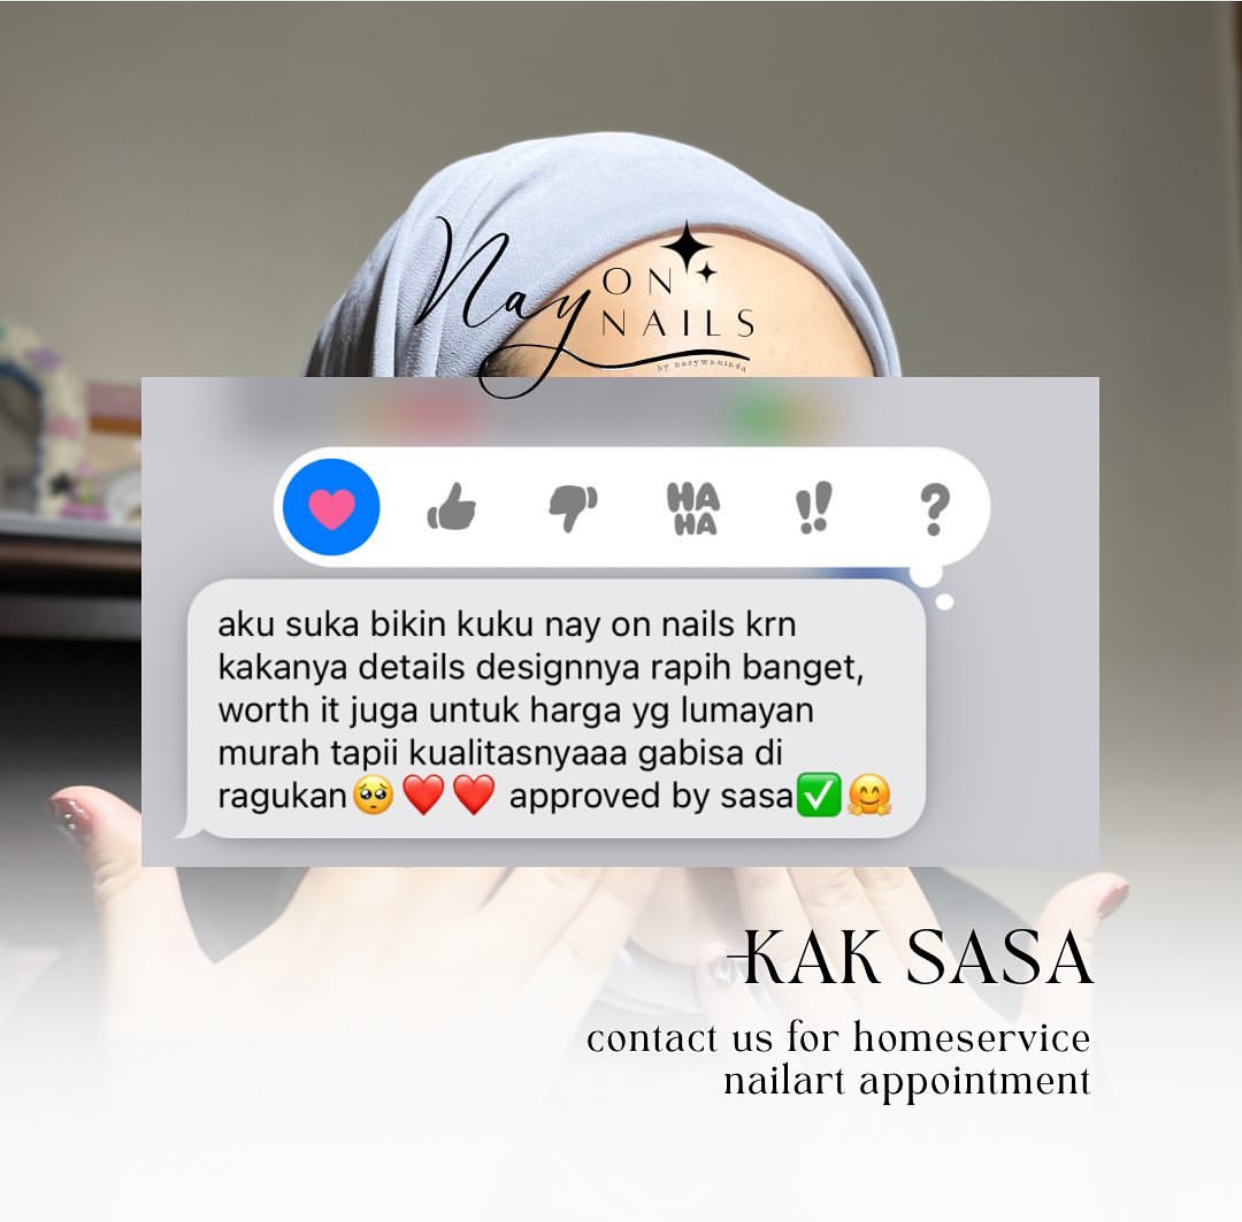 Nay ON
NAILS
by nasywaninda
HA
HA
!!
?
aku suka bikin kuku nay on nails krn
kakanya details designnya rapih banget,
worth it juga untuk harga yg lumayan
murah tapii kualitasnyaaa gabisa di
ragukan🥺❤️❤️ approved by sasa✅🤗
-KAK SASA
contact us for homeservice
nailart appointment